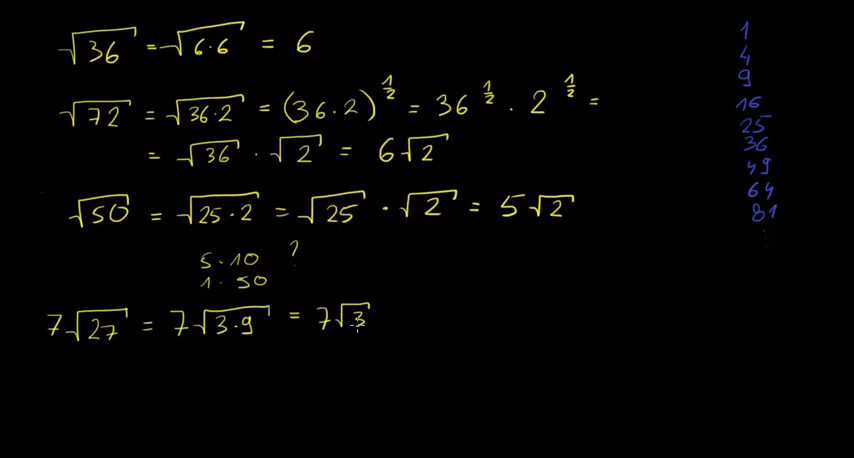 √36 = √6·6 = 6
√72 = √36·2 = (36·2)^½ = 36^½ · 2^½ =
= √36 · √2 = 6√2
√50 = √25·2 = √25 · √2 = 5√2
5·10 ?
1·50
7√27 = 7√3·9 = 7√3
1
4
9
16
25
36
49
64
81